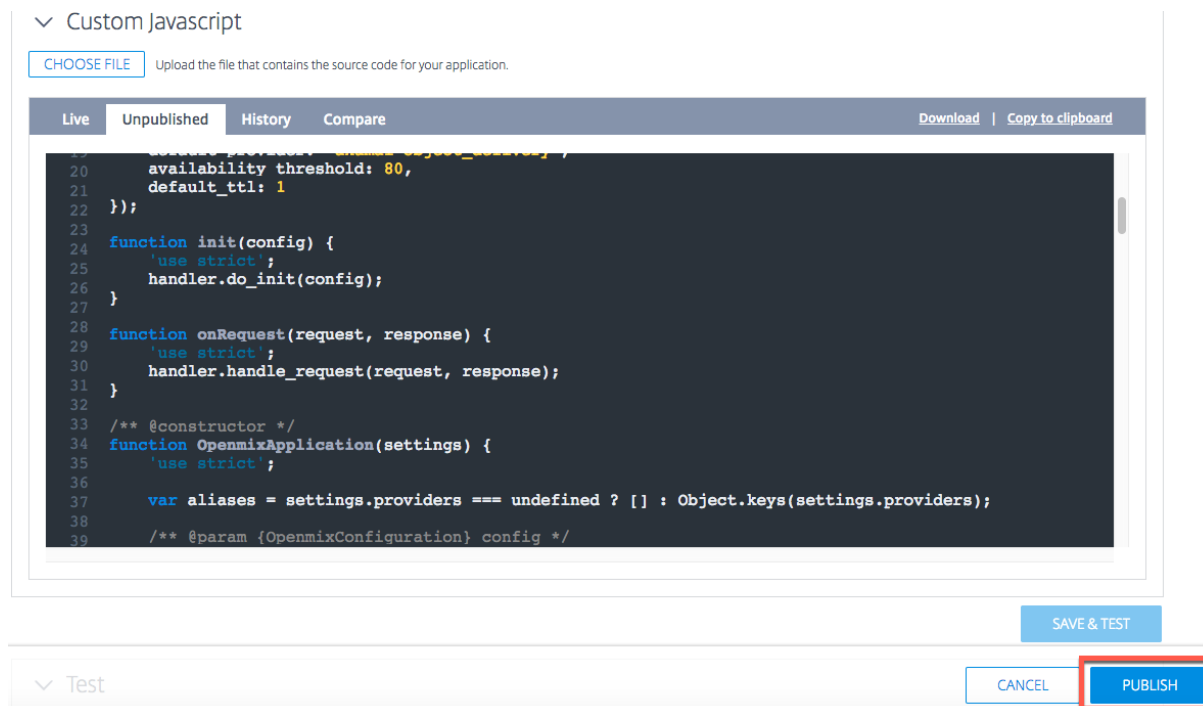 Custom Javascript
CHOOSE FILE Upload the file that contains the source code for your application.
Live Unpublished History Compare Download | Copy to clipboard
20 availability threshold: 80,
21 default_ttl: 1
22 });
23
24 function init(config) {
25 'use strict';
26 handler.do_init(config);
27 }
28 function onRequest(request, response) {
29 'use strict';
30 handler.handle_request(request, response);
31 }
32
33 /** @constructor */
34 function OpenmixApplication(settings) {
35 'use strict';
36
37 var aliases = settings.providers === undefined ? [] : Object.keys(settings.providers);
38
39 /** @param {OpenmixConfiguration} config */
SAVE & TEST
Test CANCEL PUBLISH